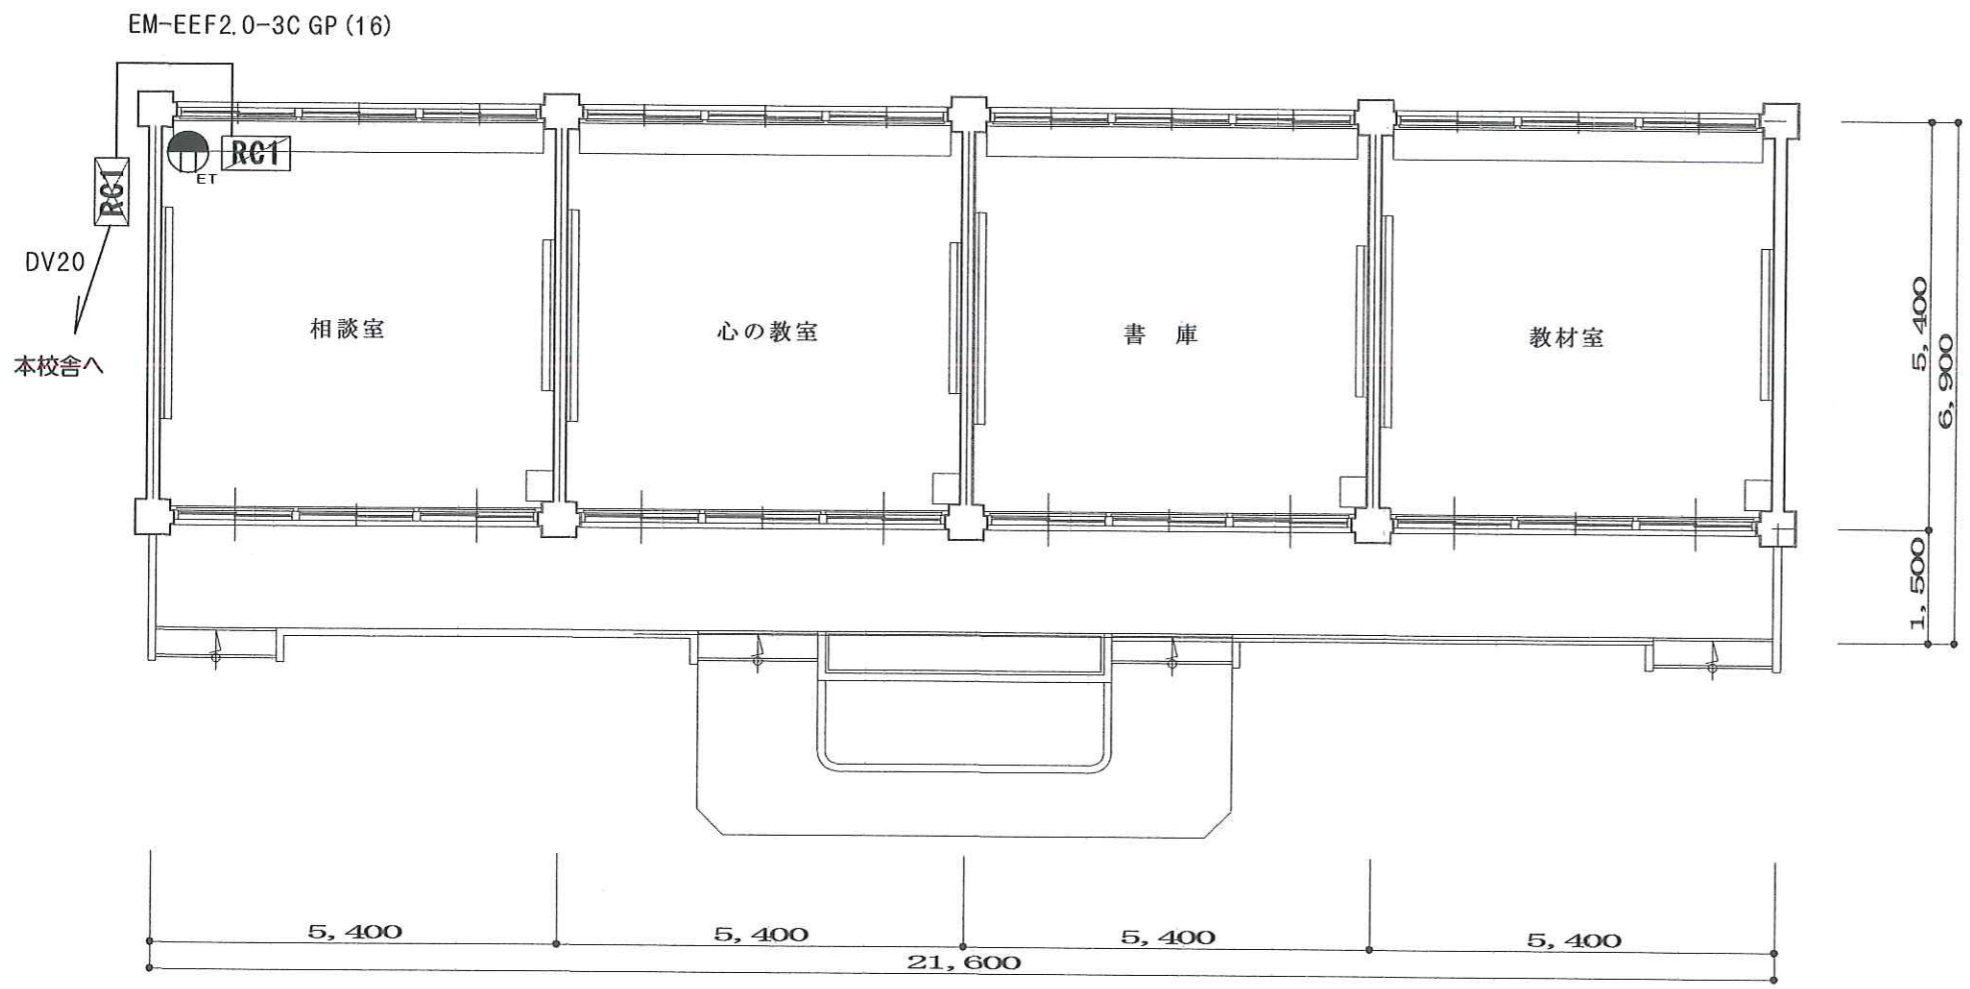 EM-EEF2.0-3C GP (16)
RC1
ET
RC1
DV20
本校舎へ
相談室
心の教室
書 庫
教材室
5,400
6,900
1,500
5,400
5,400
5,400
5,400
21,600